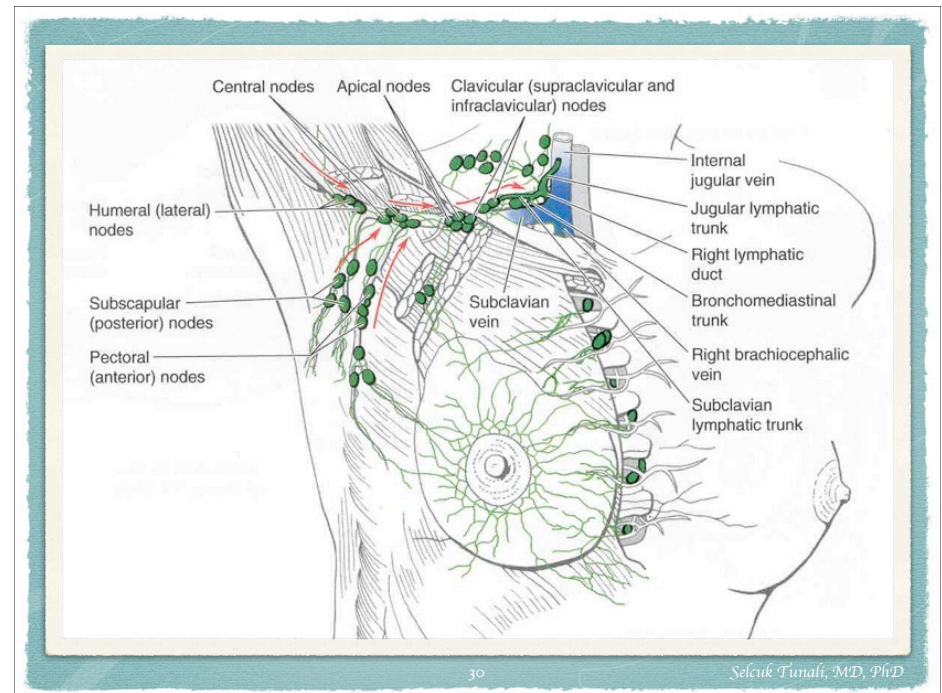 Central nodes
Apical nodes
Clavicular (supraclavicular and
infraclavicular) nodes
Internal
jugular vein
Humeral (lateral)
nodes
Jugular lymphatic
trunk
Right lymphatic
duct
Subscapular
(posterior) nodes
Subclavian
vein
Bronchomediastinal
trunk
Pectoral
(anterior) nodes
Right brachiocephalic
vein
Subclavian
lymphatic trunk
30
Selcuk Tunali, MD, PhD